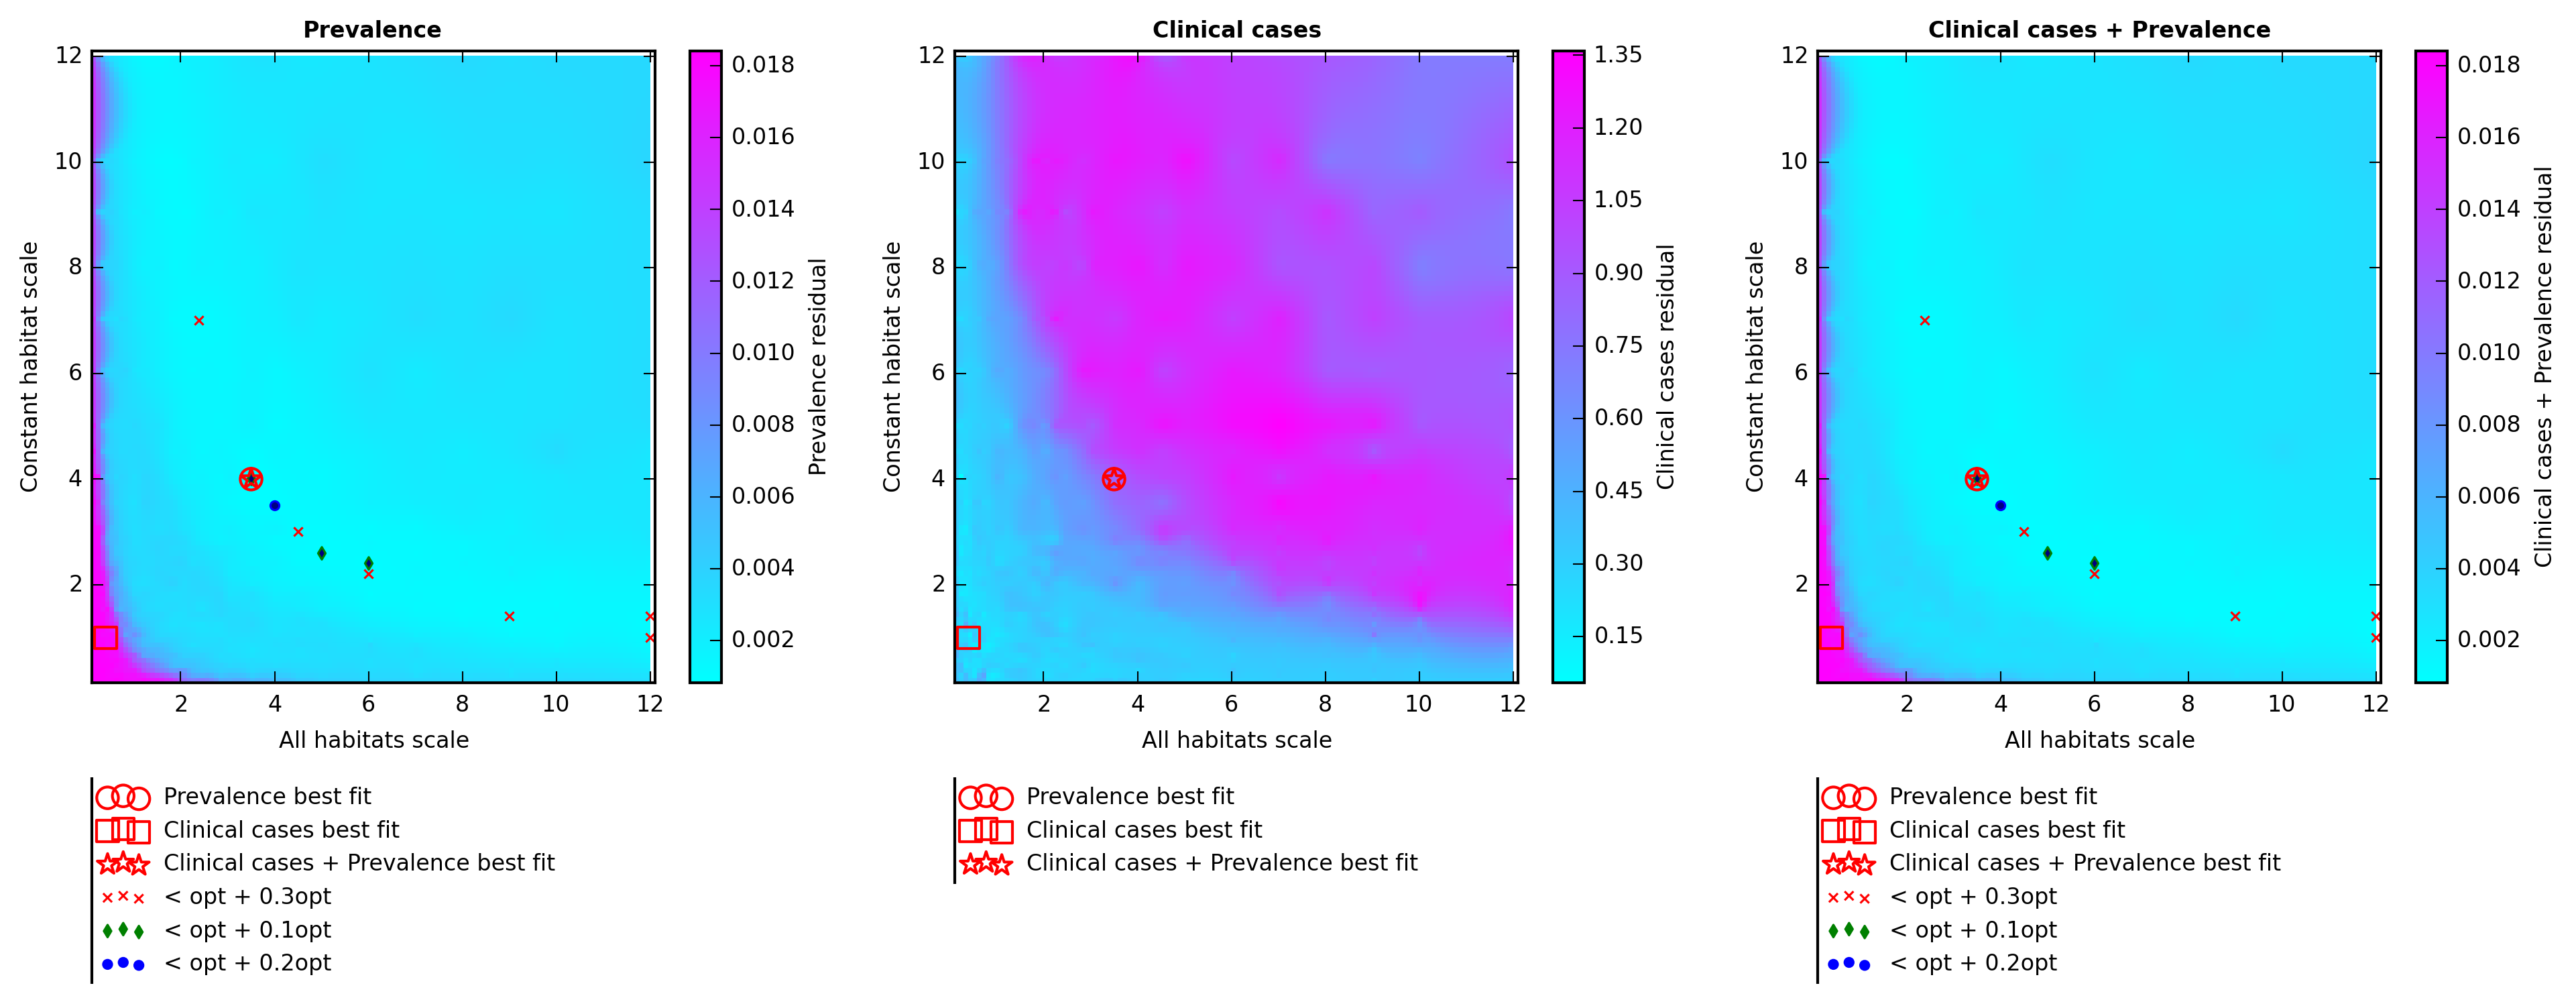 Prevalence
12
10
8
6
4
2
2
4
6
8
10
12
Constant habitat scale
All habitats scale
0.018
0.016
0.014
0.012
0.010
0.008
0.006
0.004
0.002
Prevalence residual
Prevalence best fit
Clinical cases best fit
Clinical cases + Prevalence best fit
< opt + 0.3opt
< opt + 0.1opt
< opt + 0.2opt
Clinical cases
12
10
8
6
4
2
2
4
6
8
10
12
Constant habitat scale
All habitats scale
1.35
1.20
1.05
0.90
0.75
0.60
0.45
0.30
0.15
Clinical cases residual
Prevalence best fit
Clinical cases best fit
Clinical cases + Prevalence best fit
Clinical cases + Prevalence
12
10
8
6
4
2
2
4
6
8
10
12
Constant habitat scale
All habitats scale
0.018
0.016
0.014
0.012
0.010
0.008
0.006
0.004
0.002
Clinical cases + Prevalence residual
Prevalence best fit
Clinical cases best fit
Clinical cases + Prevalence best fit
< opt + 0.3opt
< opt + 0.1opt
< opt + 0.2opt